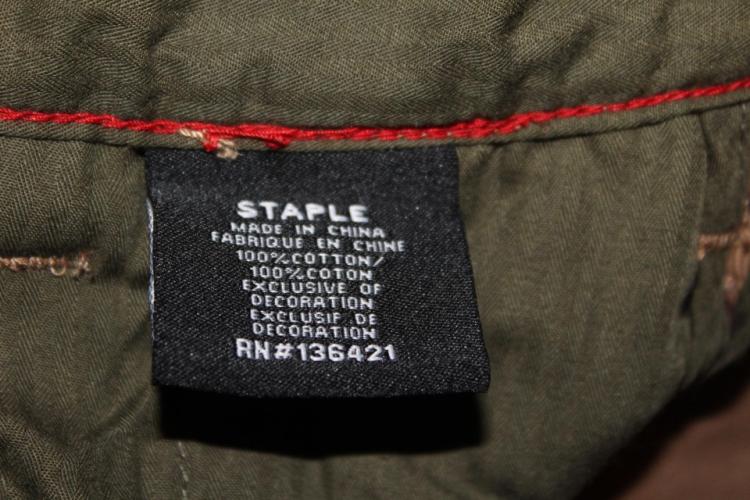 STAPLE
MADE IN CHINA
FABRIQUE EN CHINE
100%COTTON/
100%COTON
EXCLUSIVE OF
DECORATION
EXCLUSIF DE
DECORATION
RN#136421